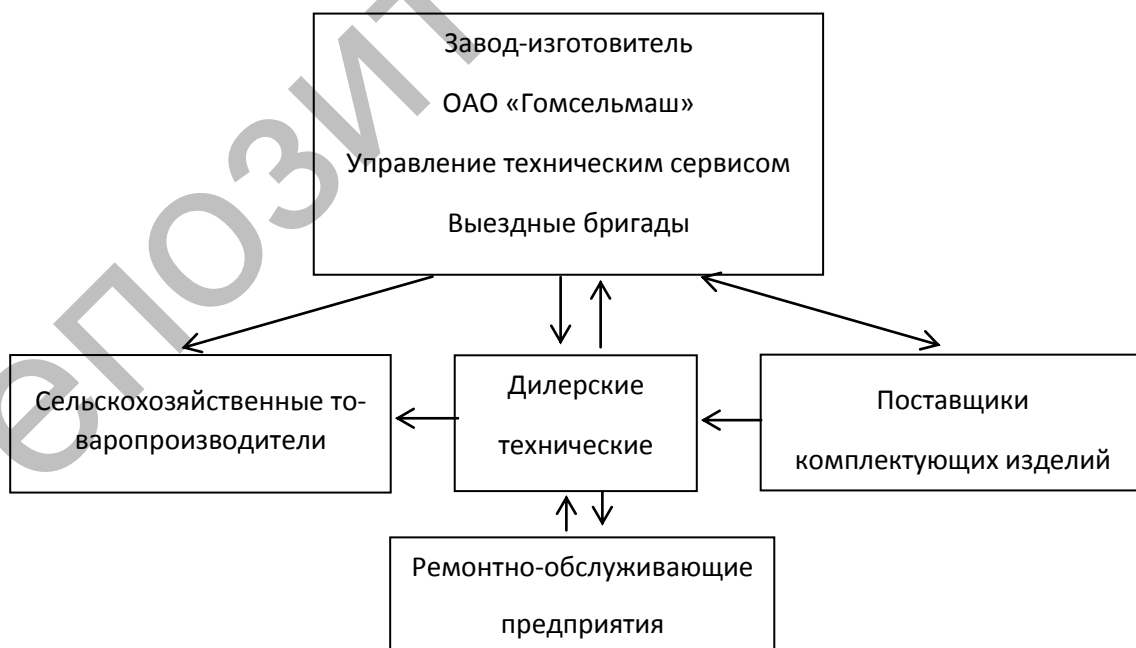 Завод-изготовитель
ОАО «Гомсельмаш»
Управление техническим сервисом
Выездные бригады
Сельскохозяйственные то-
варопроизводители
Дилерские
технические
Поставщики
комплектующих изделий
Ремонтно-обслуживающие
предприятия
епозит